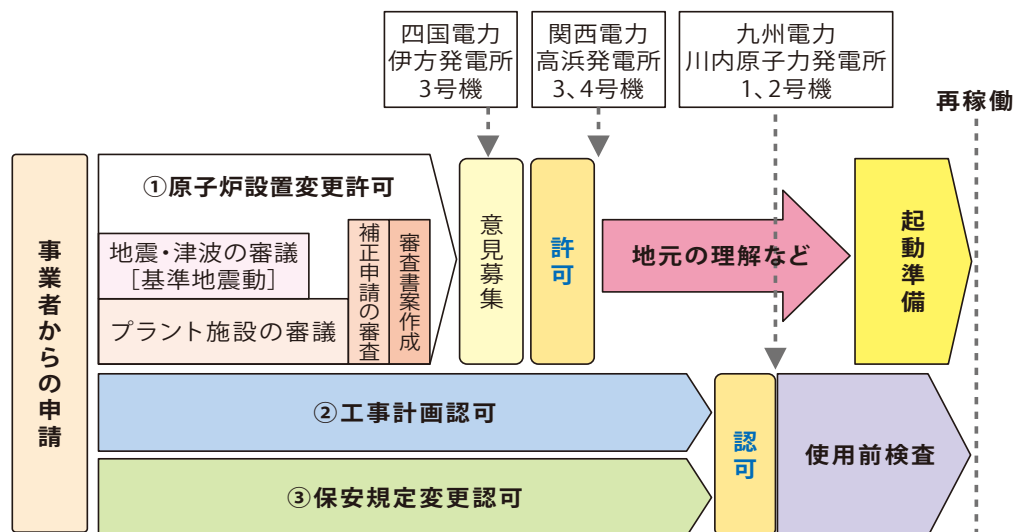 四国電力
伊方発電所
3号機
関西電力
高浜発電所
3、4号機
九州電力
川内原子力発電所
1、2号機
再稼働
事業者からの申請
①原子炉設置変更許可
地震・津波の審議
［基準地震動］
プラント施設の審議
補正申請の審査
審査書案作成
意見募集
許可
地元の理解など
起動準備
②工事計画認可
③保安規定変更認可
認可
使用前検査